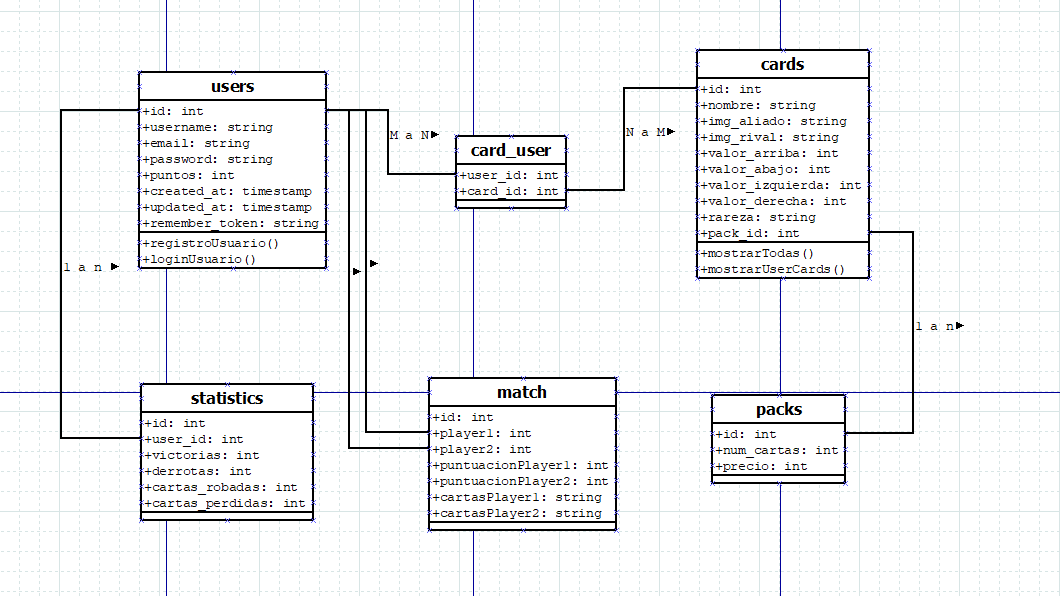 users
+id: int
+username: string
+email: string
+password: string
+puntos: int
+created_at: timestamp
+updated_at: timestamp
+remember_token: string
+registroUsuario()
+loginUsuario()
M a N
card_user
+user_id: int
+card_id: int
N a M
cards
+id: int
+nombre: string
+img_aliado: string
+img_rival: string
+valor_arriba: int
+valor_abajo: int
+valor_izquierda: int
+valor_derecha: int
+rareza: string
+pack_id: int
+mostrarTodas()
+mostrarUserCards()
1 a n
1 a n
statistics
+id: int
+user_id: int
+victorias: int
+derrotas: int
+cartas_robadas: int
+cartas_perdidas: int
match
+id: int
+player1: int
+player2: int
+puntuacionPlayer1: int
+puntuacionPlayer2: int
+cartasPlayer1: string
+cartasPlayer2: string
packs
+id: int
+num_cartas: int
+precio: int